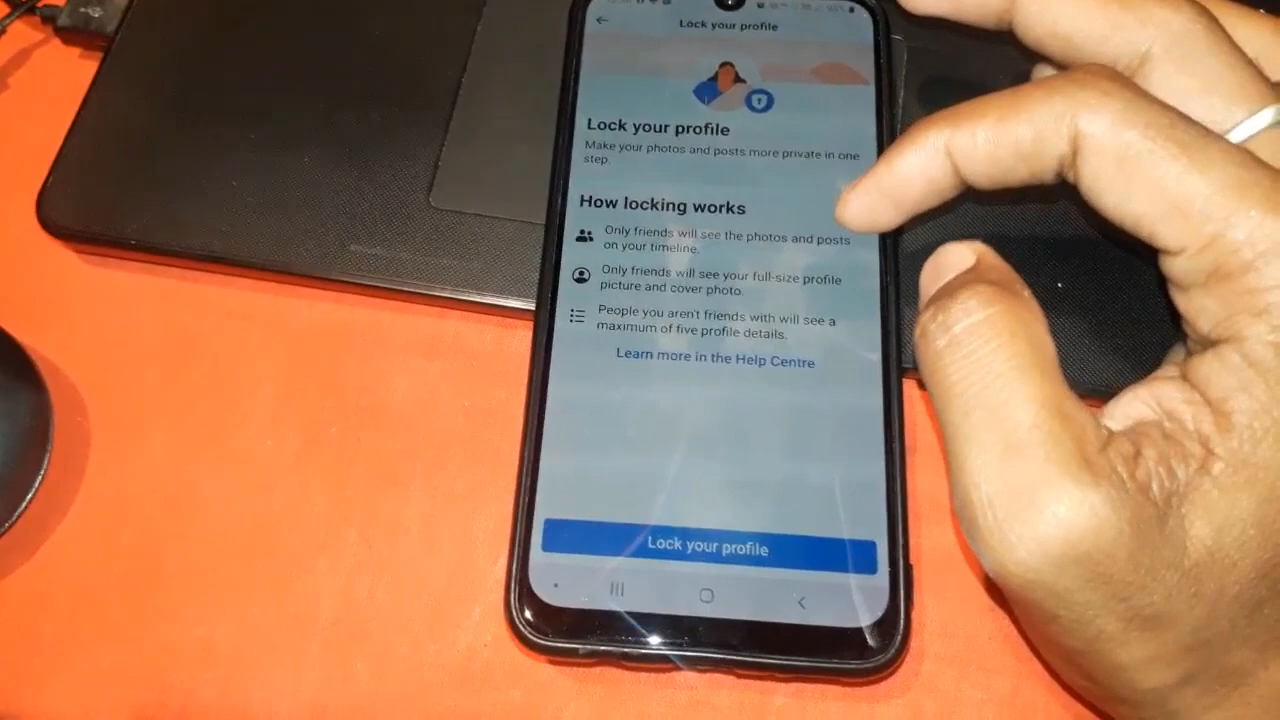 Lock your profile
Lock your profile
Make your photos and posts more private in one
step.
How locking works
Only friends will see the photos and posts
on your timeline.
Only friends will see your full-size profile
picture and cover photo.
People you aren't friends with will see a
maximum of five profile details.
Learn more in the Help Centre
Lock your profile